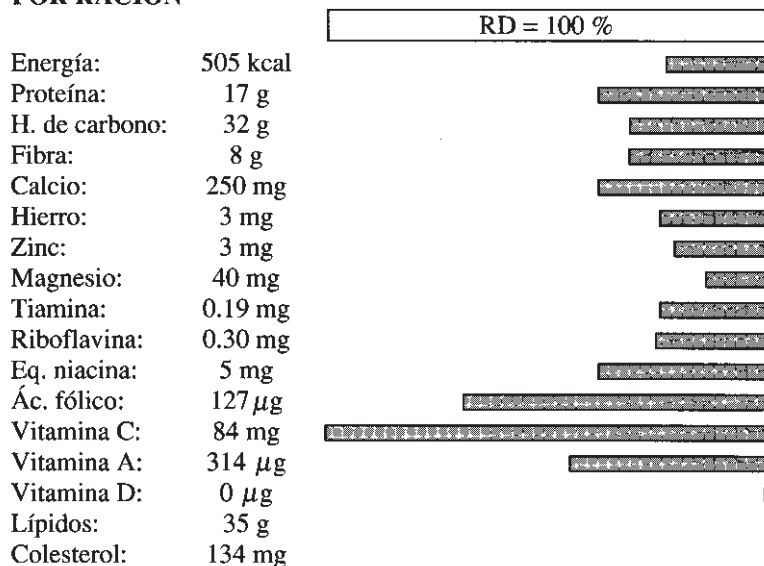 POR RACIÓN
RD = 100 %
Energía: 505 kcal
Proteína: 17 g
H. de carbono: 32 g
Fibra: 8 g
Calcio: 250 mg
Hierro: 3 mg
Zinc: 3 mg
Magnesio: 40 mg
Tiamina: 0.19 mg
Riboflavina: 0.30 mg
Eq. niacina: 5 mg
Ác. fólico: 127 μg
Vitamina C: 84 mg
Vitamina A: 314 μg
Vitamina D: 0 μg
Lípidos: 35 g
Colesterol: 134 mg